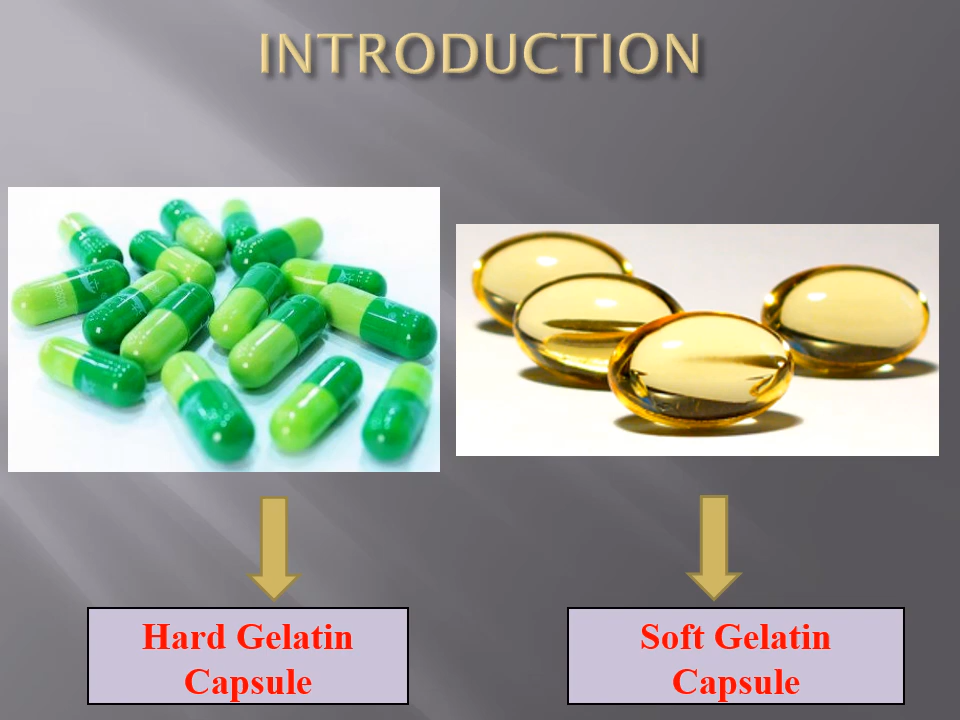 INTRODUCTION
Hard Gelatin
Capsule
Soft Gelatin
Capsule